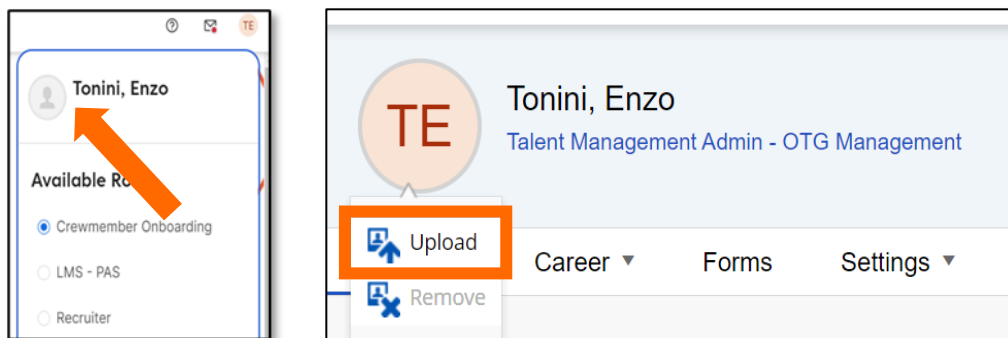 TE
Tonini, Enzo
Available Ro
Crewmember Onboarding
LMS - PAS
Recruiter
TE
Tonini, Enzo
Talent Management Admin - OTG Management
Upload
Remove
Career Forms Settings